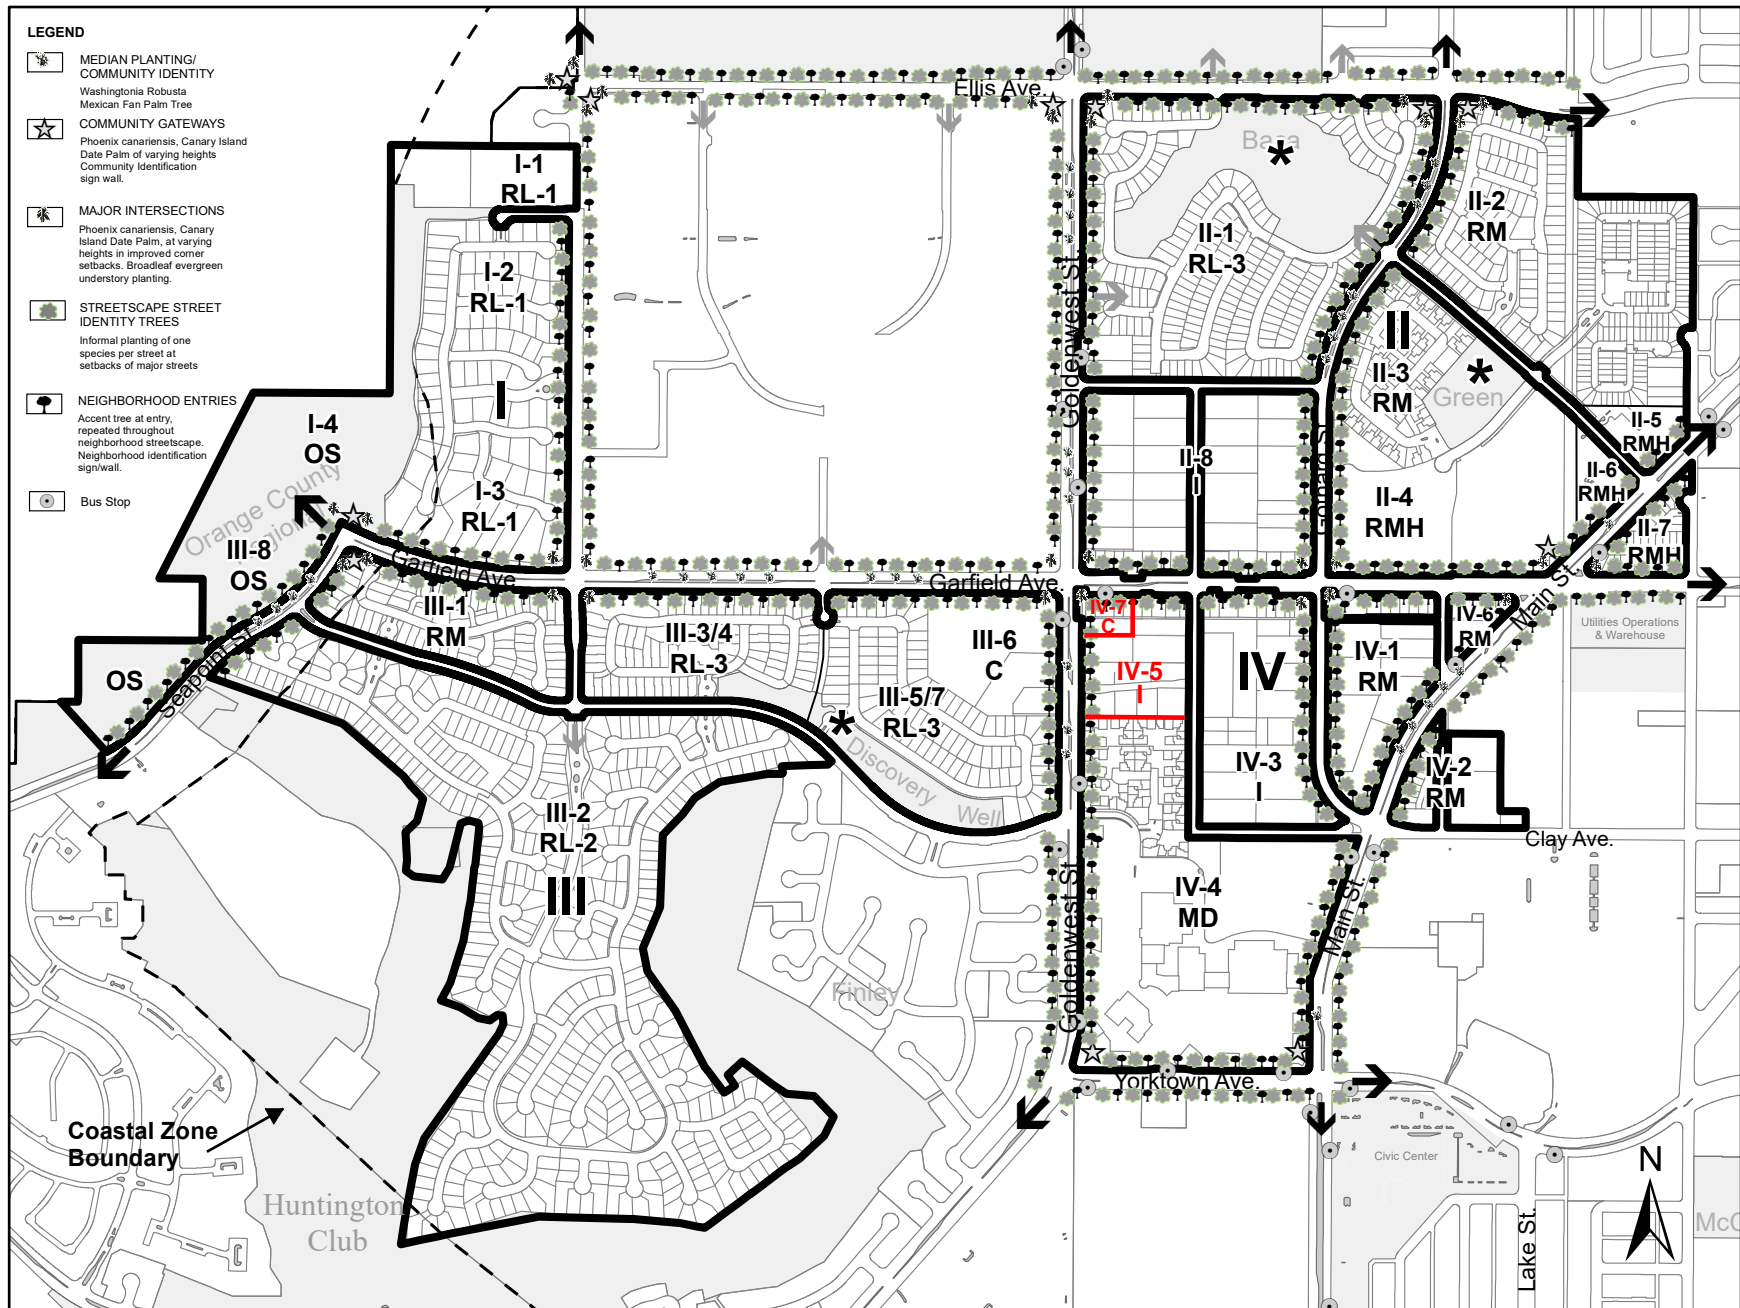 LEGEND
MEDIAN PLANTING/
COMMUNITY IDENTITY
Washingtonia Robusta
Mexican Fan Palm Tree
COMMUNITY GATEWAYS
Phoenix canariensis, Canary Island
Date Palm of varying heights
Community Identification
sign wall.
MAJOR INTERSECTIONS
Phoenix canariensis, Canary
Island Date Palm, at varying
heights in improved corner
setbacks. Broadleaf evergreen
understory planting.
STREETSCAPE STREET
IDENTITY TREES
Informal planting of one
species per street at
setbacks of major streets
NEIGHBORHOOD ENTRIES
Accent tree at entry,
repeated throughout
neighborhood streetscape.
Neighborhood identification
sign/wall.
Bus Stop
Ellis Ave.
I-1
RL-1
I-2
RL-1
I
I-3
RL-1
I-4
OS
Orange County
Regional
III-8
OS
OS
Seapoint St.
Garfield Ave.
Garfield Ave.
Goldenwest St.
II-1
RL-3
II-2
RM
II
II-3
RM
Green
II-4
RMH
II-5
RMH
II-6
RMH
II-7
RMH
II-8
I
Main St.
III-1
RM
III-3/4
RL-3
III-6
C
III-5/7
RL-3
Discovery
Well
III-2
RL-2
III
IV-7
C
IV-5
I
IV
IV-3
I
IV-1
RM
IV-6
RM
IV-2
RM
Utilities Operations
& Warehouse
Clay Ave.
IV-4
MD
Main St.
Goldenwest St.
Finley
Yorktown Ave.
Civic Center
Lake St.
N
Coastal Zone
Boundary
Huntington
Club